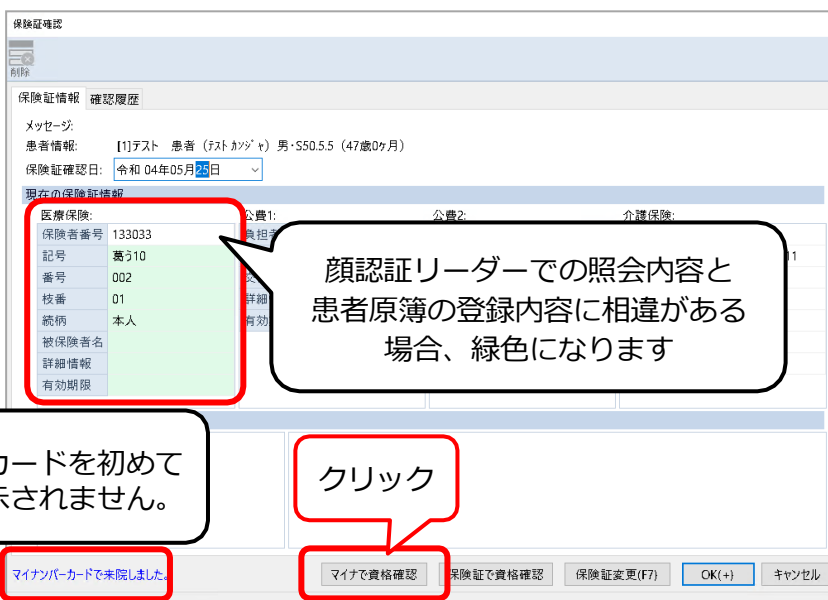 保険証確認
削除
保険証情報 確認履歴
メッセージ:
患者情報: [1]テスト 患者 (テスト カンジャ) 男・S50.5.5 (47歳0ヶ月)
保険証確認日: 令和 04年05月25日
現在の保険証情報
医療保険: 公費1: 公費2: 介護保険:
保険者番号 133033
記号 葛う10
番号 002
枝番 01
続柄 本人
被保険者名
詳細情報
有効期限
負担者
詳細
有効
11
顔認証リーダーでの照会内容と
患者原簿の登録内容に相違がある
場合、緑色になります
カードを初めて
示されません。
クリック
マイナンバーカードで来院しました。
マイナで資格確認 保険証で資格確認 保険証変更(F7) OK(+) キャンセル